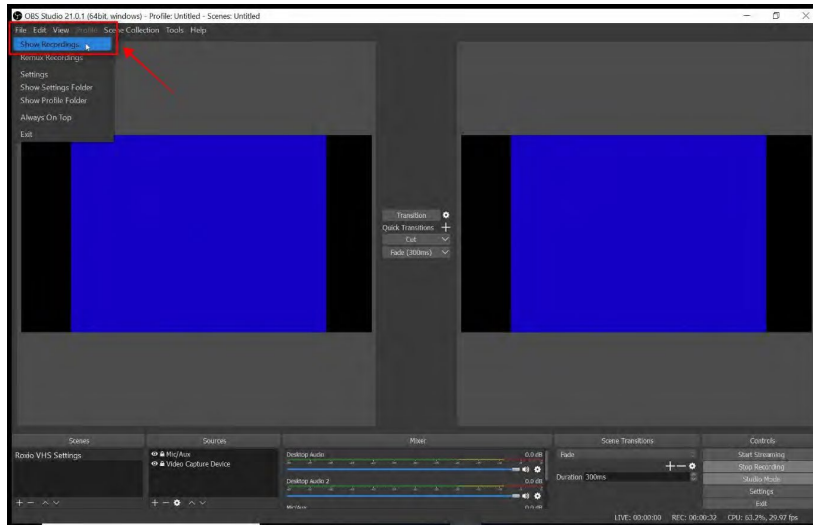 OBS Studio 21.0.1 (64bit, windows) - Profile: Untitled - Scenes: Untitled
File Edit View Profile Scene Collection Tools Help
Show Recordings
Remux Recordings
Settings
Show Settings Folder
Show Profile Folder
Always On Top
Exit
Transition
Quick Transitions
Cut
Fade (300ms)
Scenes
Roxio VHS Settings
Sources
Mic/Aux
Video Capture Device
Mixer
Desktop Audio 0.0 dB
Desktop Audio 2 0.0 dB
Mic/Aux 0.0 dB
Scene Transitions
Fade
Duration 300ms
Controls
Start Streaming
Stop Recording
Studio Mode
Settings
Exit
LIVE: 00:00:00 REC: 00:00:32 CPU: 63.2%, 29.97 fps